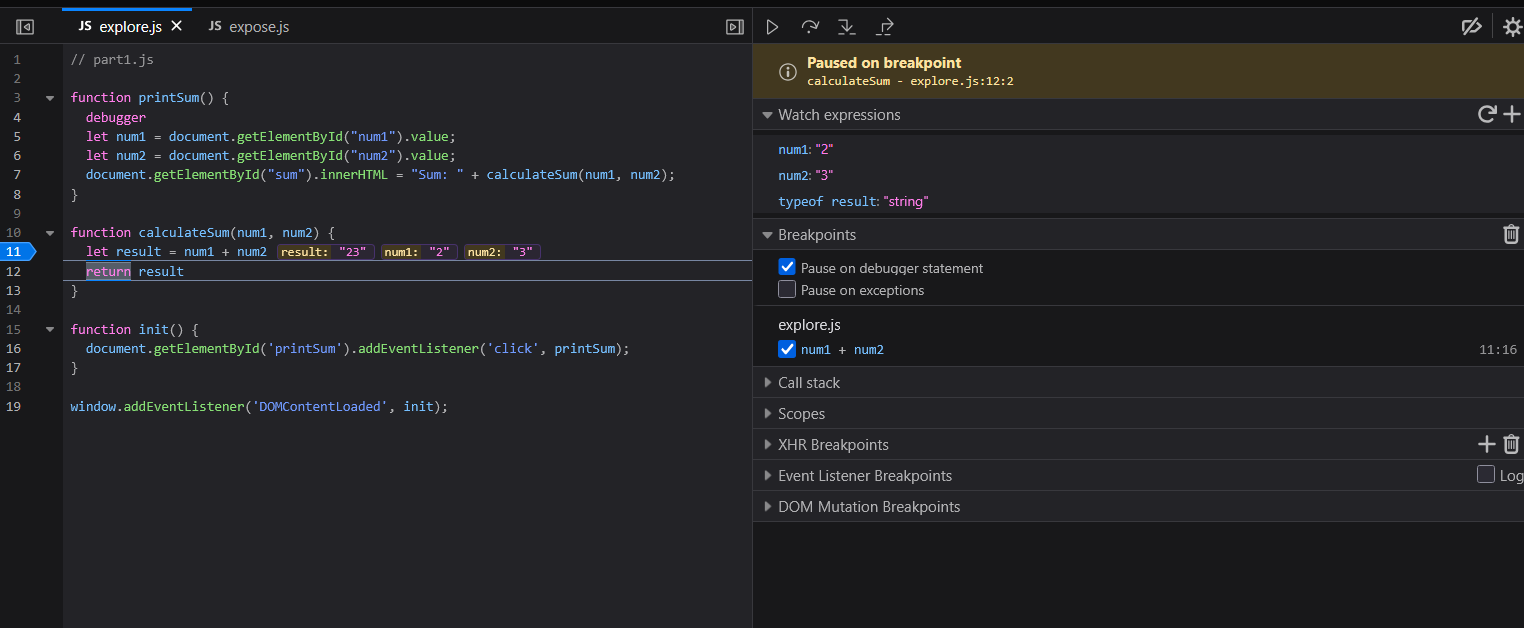 JS explore.js
JS expose.js
1 // part1.js
2
3 function printSum() {
4 debugger
5 let num1 = document.getElementById("num1").value;
6 let num2 = document.getElementById("num2").value;
7 document.getElementById("sum").innerHTML = "Sum: " + calculateSum(num1, num2);
8 }
9
10 function calculateSum(num1, num2) {
11 let result = num1 + num2 result: "23" num1: "2" num2: "3"
12 return result
13 }
14
15 function init() {
16 document.getElementById('printSum').addEventListener('click', printSum);
17 }
18
19 window.addEventListener('DOMContentLoaded', init);
Paused on breakpoint
calculateSum - explore.js:12:2
Watch expressions
num1: "2"
num2: "3"
typeof result: "string"
Breakpoints
Pause on debugger statement
Pause on exceptions
explore.js
num1 + num2 11:16
Call stack
Scopes
XHR Breakpoints
Event Listener Breakpoints Log
DOM Mutation Breakpoints